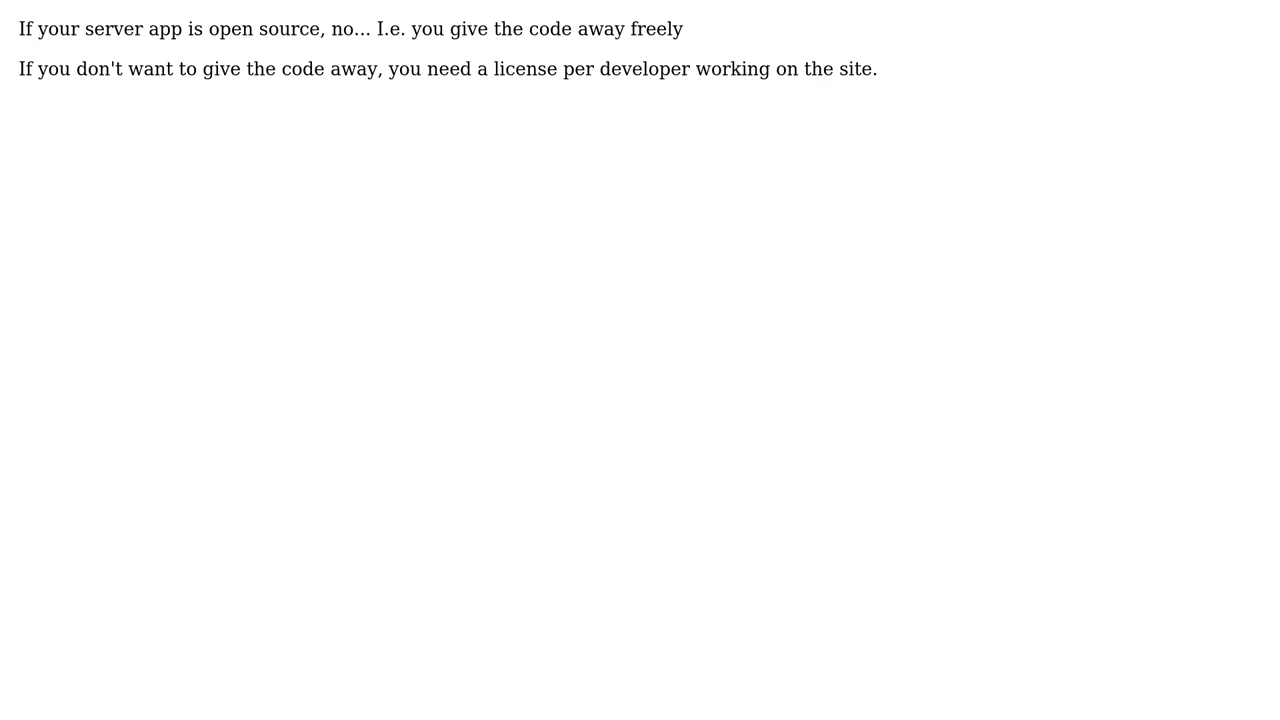 If your server app is open source, no... I.e. you give the code away freely
If you don't want to give the code away, you need a license per developer working on the site.